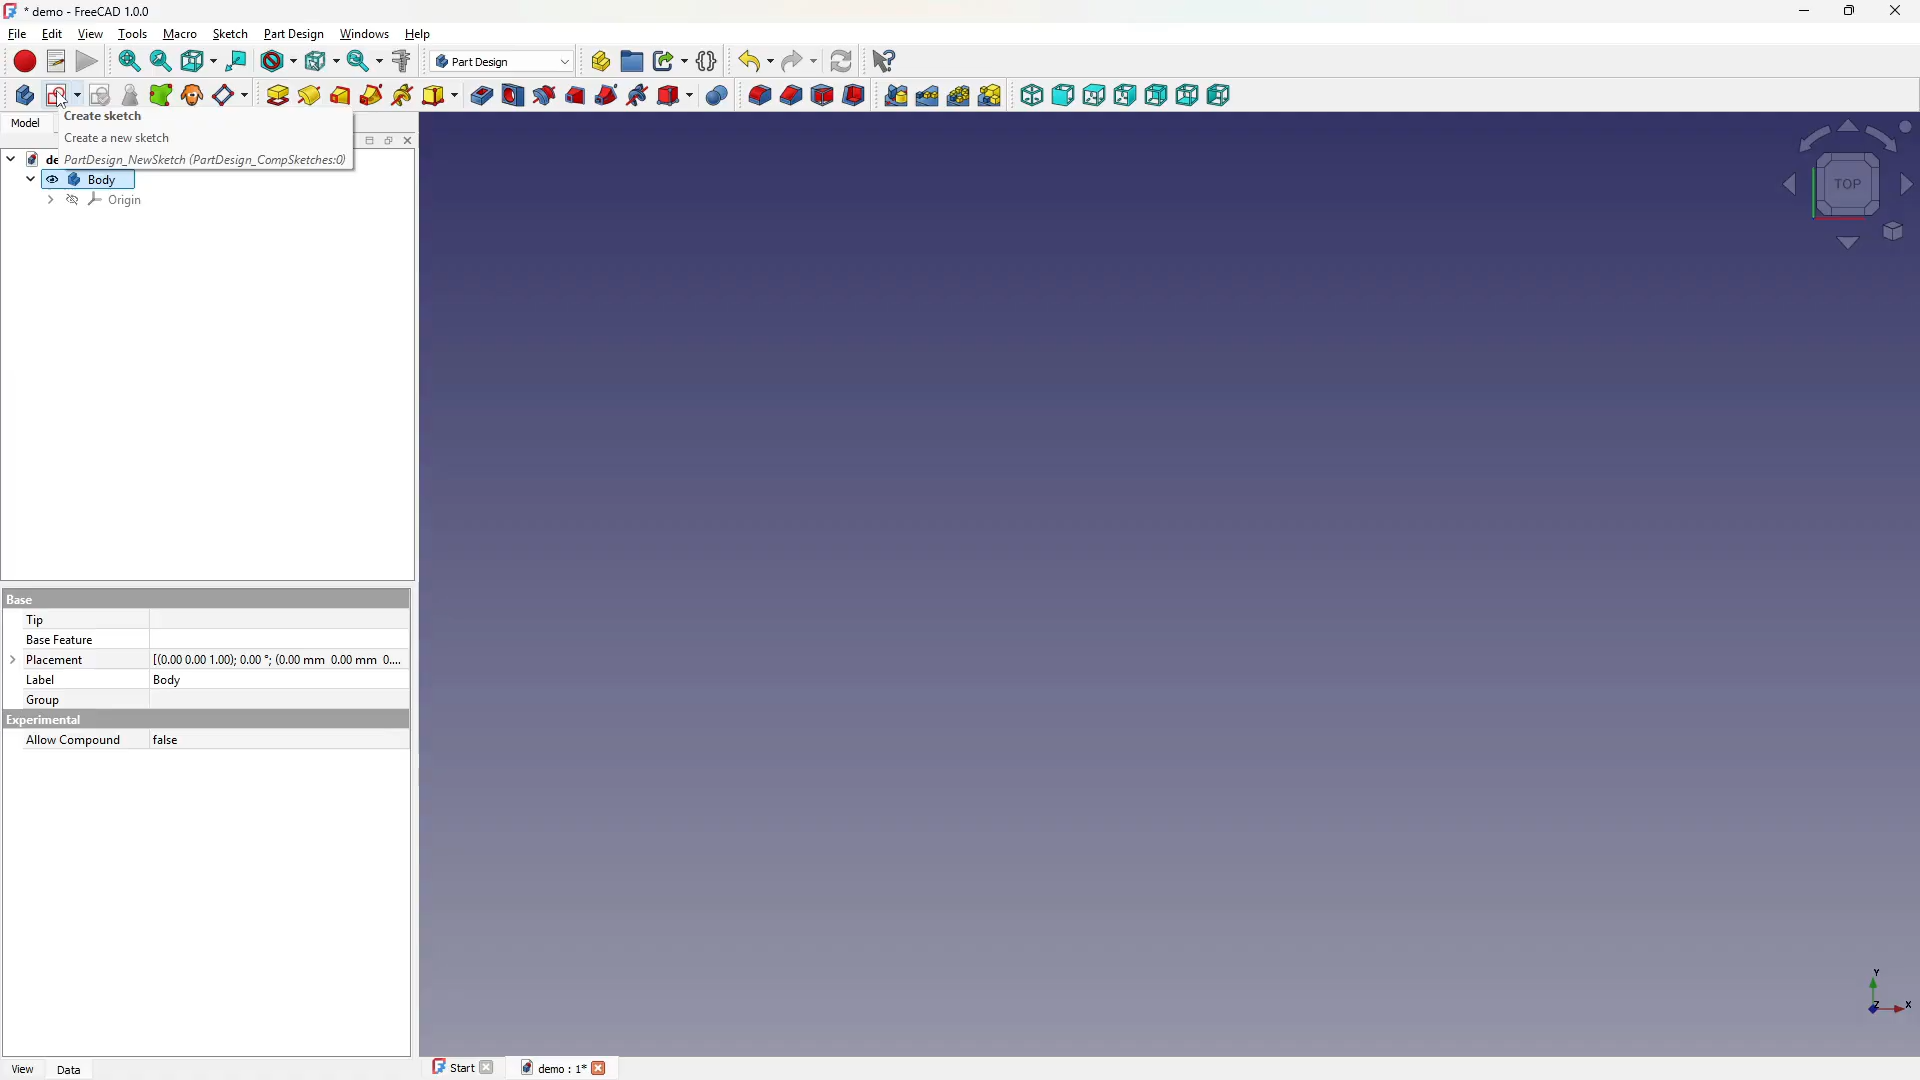 * demo - FreeCAD 1.0.0
File Edit View Tools Macro Sketch Part Design Windows Help
Part Design
Create sketch
Model
Create a new sketch
de PartDesign_NewSketch (PartDesign_CompSketches:0)
Body
Origin
TOP
Base
Tip
Base Feature
Placement [(0.00 0.00 1.00); 0.00 °; (0.00 mm 0.00 mm 0....
Label Body
Group
Experimental
Allow Compound false
Y
Z X
View Data
Start demo : 1*